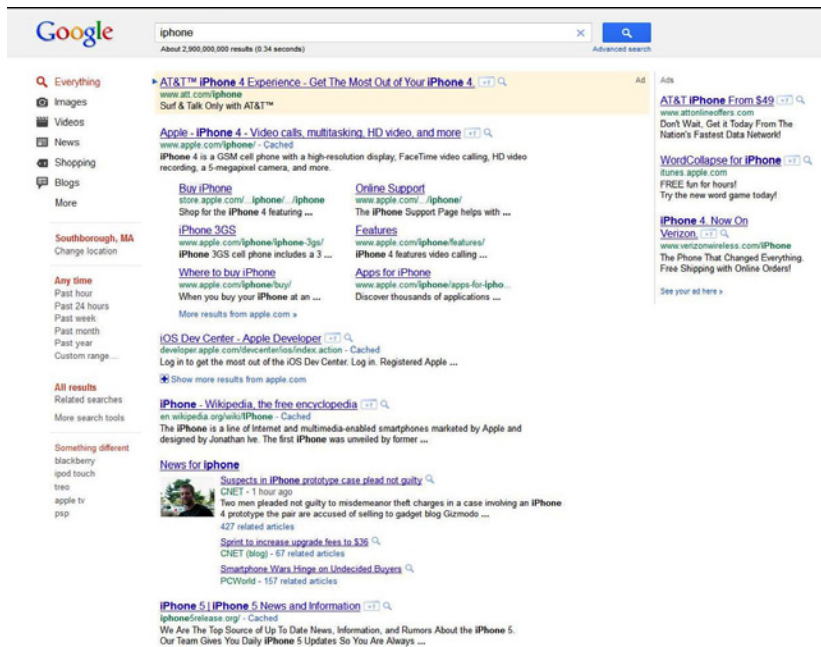 Google
iphone
About 2,900,000,000 results (0.34 seconds)
Advanced search
Everything
Images
Videos
News
Shopping
Blogs
More
Southborough, MA
Change location
Any time
Past hour
Past 24 hours
Past week
Past month
Past year
Custom range...
All results
Related searches
More search tools
Something different
blackberry
ipod touch
treo
apple tv
psp
AT&T™ iPhone 4 Experience - Get The Most Out of Your iPhone 4. +1
Ad
www.att.com/iphone
Surf & Talk Only with AT&T™
Apple - iPhone 4 - Video calls, multitasking, HD video, and more +1
www.apple.com/iphone/ - Cached
iPhone 4 is a GSM cell phone with a high-resolution display, FaceTime video calling, HD video
recording, a 5-megapixel camera, and more.
Buy iPhone
store.apple.com/...iphone/.../iphone
Shop for the iPhone 4 featuring ...
Online Support
www.apple.com/...iphone/
The iPhone Support Page helps with ...
iPhone 3GS
www.apple.com/iphone/iphone-3gs/
iPhone 3GS cell phone includes a 3 ...
Features
www.apple.com/iphone/features/
iPhone 4 features video calling ...
Where to buy iPhone
www.apple.com/iphone/buy/
When you buy your iPhone at an ...
Apps for iPhone
www.apple.com/iphone/apps-for-ipho...
Discover thousands of applications ...
More results from apple.com »
iOS Dev Center - Apple Developer +1
developer.apple.com/devcenter/ios/index.action - Cached
Log in to get the most out of the iOS Dev Center. Log in. Registered Apple ...
Show more results from apple.com
iPhone - Wikipedia, the free encyclopedia +1
en.wikipedia.org/wiki/IPhone - Cached
The iPhone is a line of Internet and multimedia-enabled smartphones marketed by Apple and
designed by Jonathan Ive. The first iPhone was unveiled by former ...
News for iphone
Suspects in iPhone prototype case plead not guilty
CNET - 1 hour ago
Two men pleaded not guilty to misdemeanor theft charges in a case involving an iPhone
4 prototype the pair are accused of selling to gadget blog Gizmodo ...
427 related articles
Sprint to increase upgrade fees to $36
CNET (blog) - 67 related articles
Smartphone Wars Hinge on Undecided Buyers
PCWorld - 157 related articles
iPhone 5 | iPhone 5 News and Information +1
iphone5release.org/ - Cached
We Are The Top Source of Up To Date News, Information, and Rumors About the iPhone 5.
Our Team Gives You Daily iPhone 5 Updates So You Are Always ...
Ads
AT&T iPhone From $49 +1
www.attonlineoffers.com
Don't Wait, Get it Today From The
Nation's Fastest Data Network!
WordCollapse for iPhone +1
itunes.apple.com
FREE fun for hours!
Try the new word game today!
iPhone 4. Now On
Verizon. +1
www.verizonwireless.com/iPhone
The Phone That Changed Everything.
Free Shipping with Online Orders!
See your ad here »